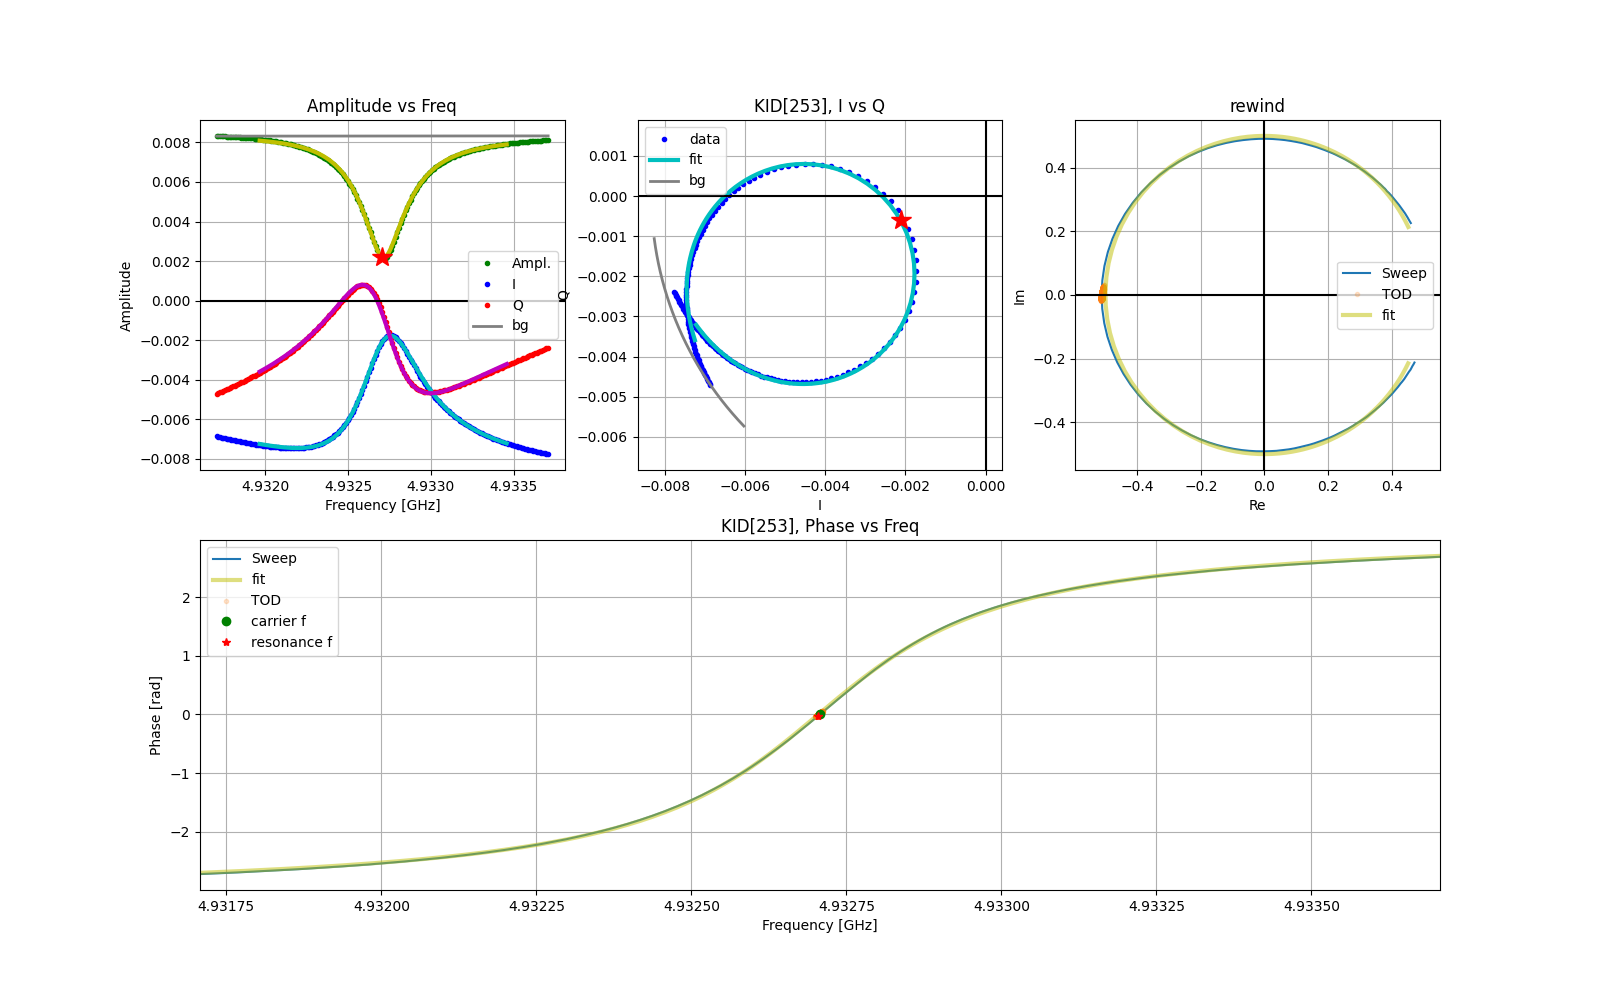 Amplitude vs Freq
Amplitude
0.008
0.006
0.004
0.002
0.000
−0.002
−0.004
−0.006
−0.008
Ampl.
I
Q
bg
4.9320
4.9325
4.9330
4.9335
Frequency [GHz]
KID[253], I vs Q
Q
0.001
0.000
−0.001
−0.002
−0.003
−0.004
−0.005
−0.006
data
fit
bg
−0.008
−0.006
−0.004
−0.002
0.000
I
rewind
Im
0.4
0.2
0.0
−0.2
−0.4
Sweep
TOD
fit
−0.4
−0.2
0.0
0.2
0.4
Re
KID[253], Phase vs Freq
Phase [rad]
2
1
0
−1
−2
Sweep
fit
TOD
carrier f
resonance f
4.93175
4.93200
4.93225
4.93250
4.93275
4.93300
4.93325
4.93350
Frequency [GHz]